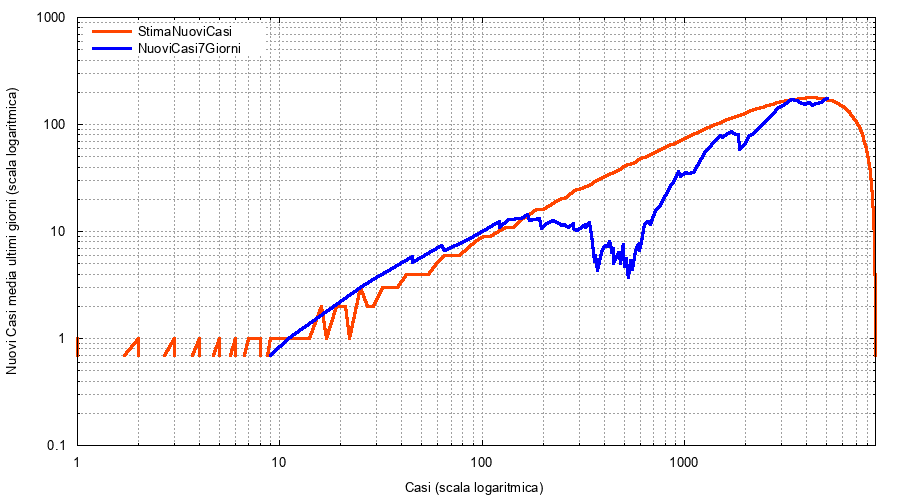 1000
StimaNuoviCasi
NuoviCasi7Giorni
100
10
1
0.1
Nuovi Casi media ultimi giorni (scala logaritmica)
1 10 100 1000
Casi (scala logaritmica)